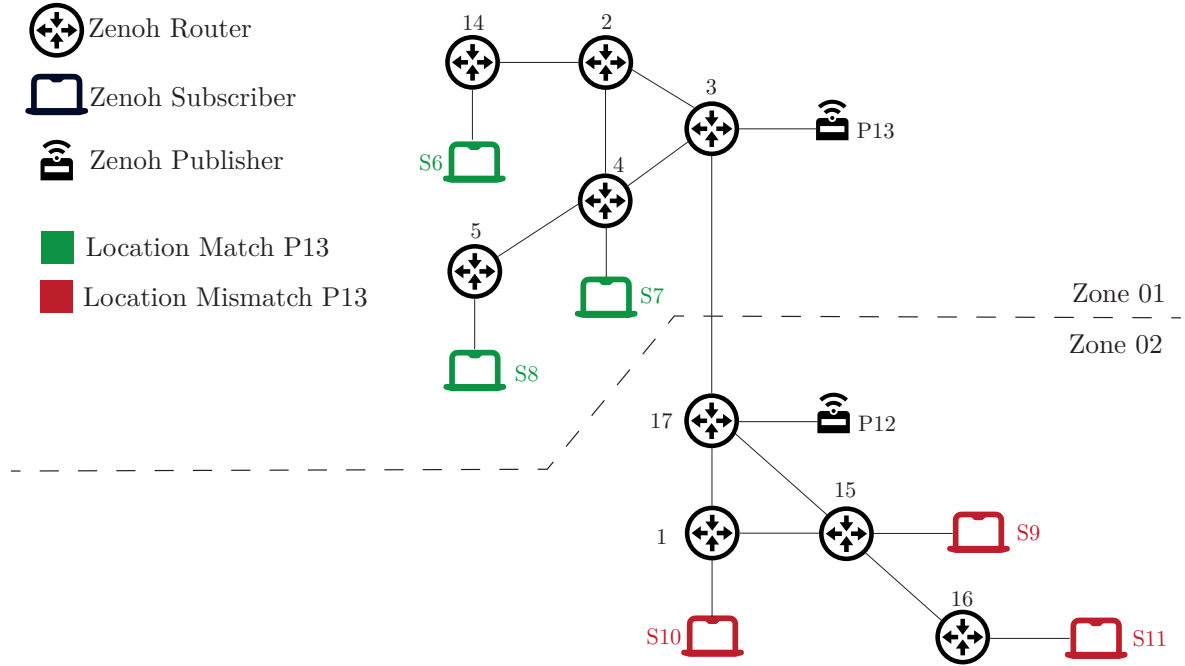 Zenoh Router
Zenoh Subscriber
Zenoh Publisher
Location Match P13
Location Mismatch P13
14
2
3
P13
S6
4
5
S7
S8
Zone 01
Zone 02
17
P12
15
1
S9
16
S10
S11